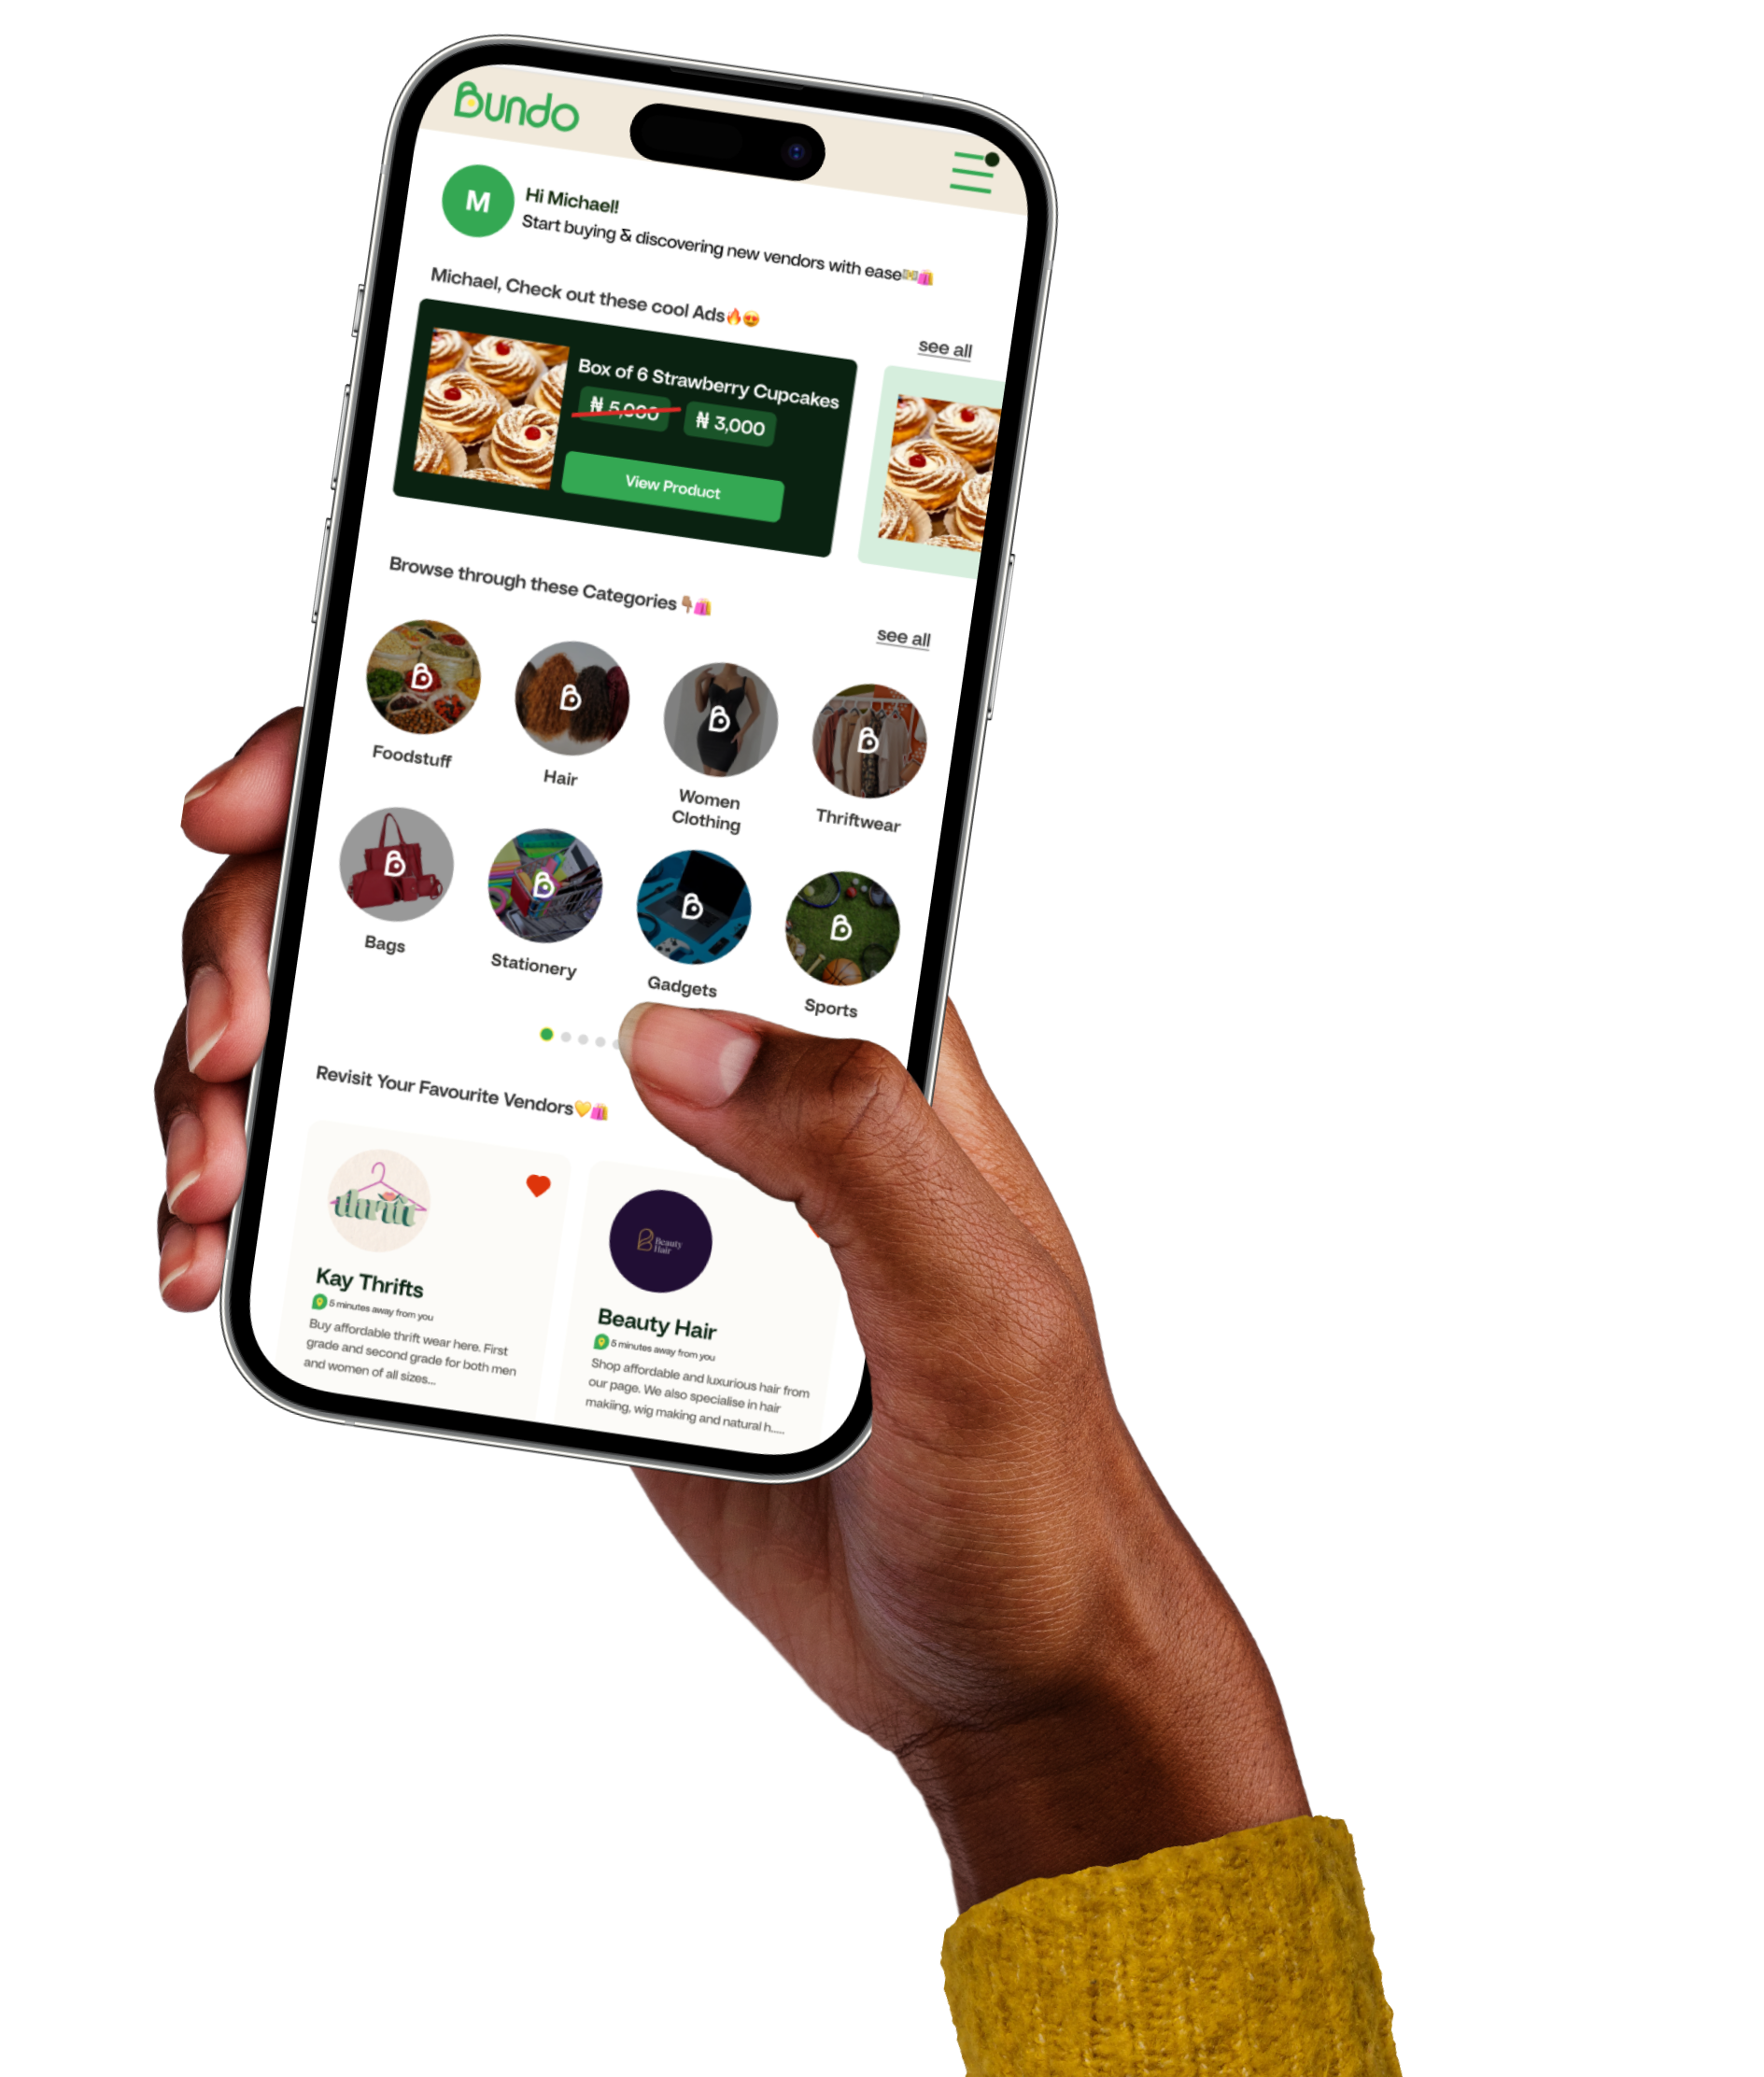 Bundo
M
Hi Michael!
Start buying & discovering new vendors with ease💵🛍️
Michael, Check out these cool Ads🔥😍
see all
Box of 6 Strawberry Cupcakes
₦ 5,000 ₦ 3,000
View Product
Browse through these Categories 👇🏽🛍️
see all
Foodstuff
Hair
Women
Clothing
Thriftwear
Bags
Stationery
Gadgets
Sports
Revisit Your Favourite Vendors💛🛍️
thrift
Kay Thrifts
5 minutes away from you
Buy affordable thrift wear here. First
grade and second grade for both men
and women of all sizes...
Beauty
Hair
Beauty Hair
5 minutes away from you
Shop affordable and luxurious hair from
our page. We also specialise in hair
makiing, wig making and natural h.....